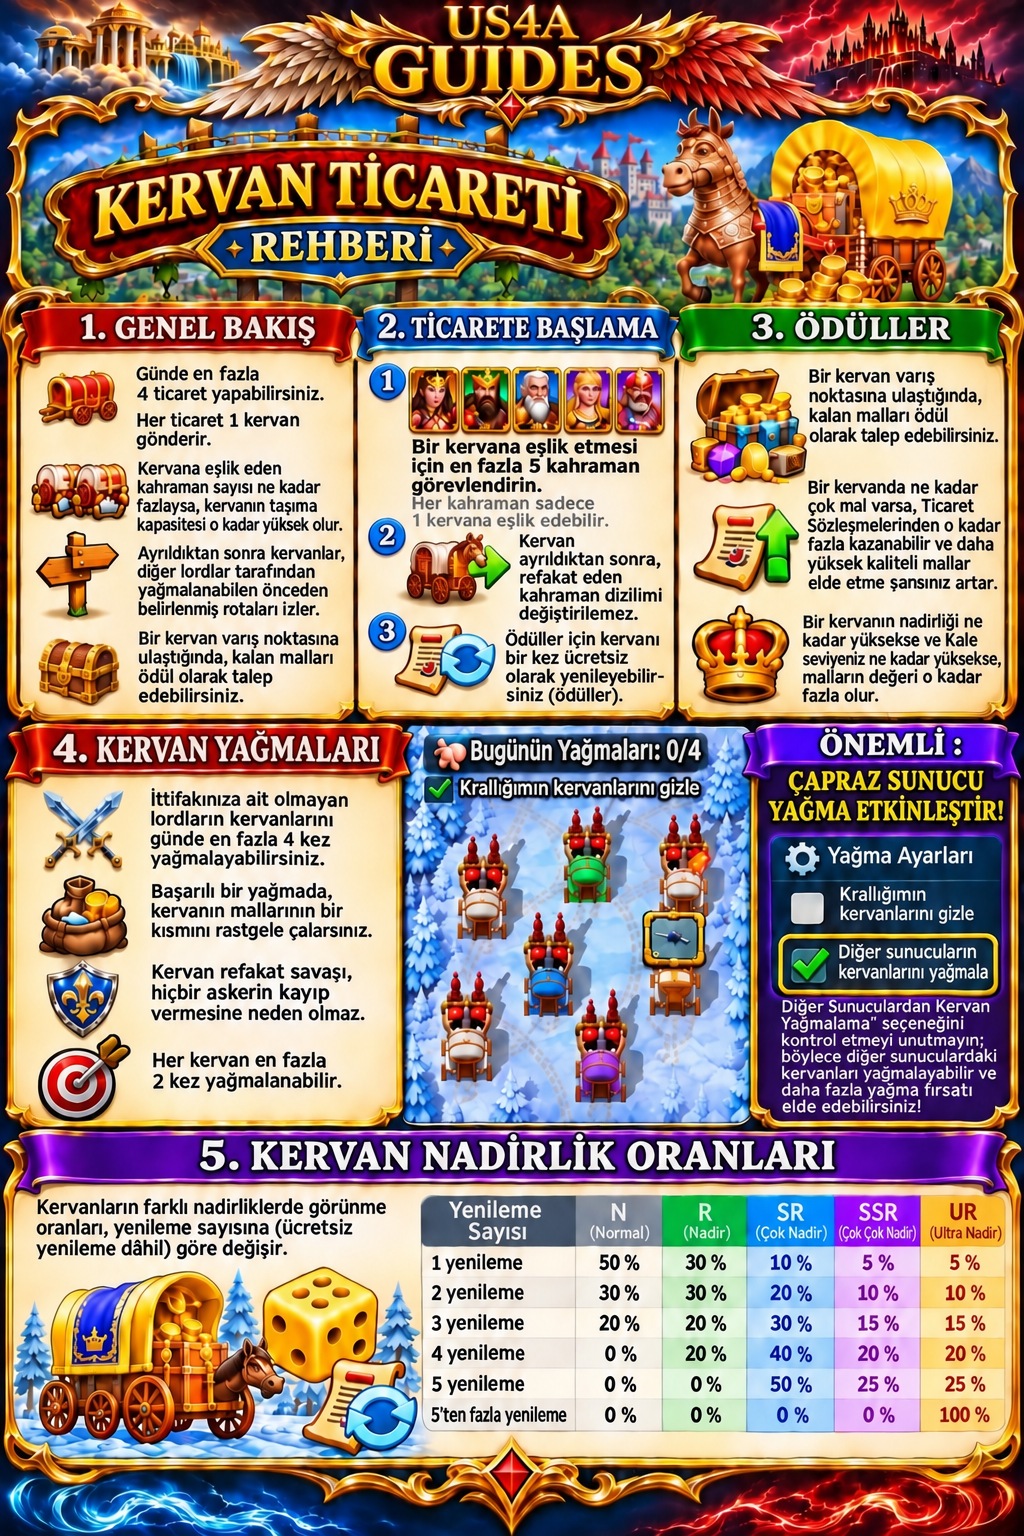 US4A
GUIDES
KERVAN TİCARETİ
REHBERİ
1. GENEL BAKIŞ
Günde en fazla
4 ticaret yapabilirsiniz.
Her ticaret 1 kervan
gönderir.
Kervana eşlik eden
kahraman sayısı ne kadar
fazlaysa, kervanın taşıma
kapasitesi o kadar yüksek olur.
Ayrıldıktan sonra kervanlar,
diğer lordlar tarafından
yağmalanabilen önceden
belirlenmiş rotaları izler.
Bir kervan varış noktasına
ulaştığında, kalan malları
ödül olarak talep
edebilirsiniz.
2. TİCARETE BAŞLAMA
1
Bir kervana eşlik etmesi
için en fazla 5 kahraman
görevlendirin.
Her kahraman sadece
1 kervana eşlik edebilir.
2
Kervan
ayrıldıktan sonra,
refakat eden
kahraman dizilimi
değiştirilemez.
3
Ödüller için kervanı
bir kez ücretsiz
olarak yenileyebilir-
siniz (ödüller).
3. ÖDÜLLER
Bir kervan varış
noktasına ulaştığında,
kalan malları ödül
olarak talep edebilirsiniz.
Bir kervanda ne kadar
çok mal varsa, Ticaret
Sözleşmelerinden o kadar
fazla kazanabilir ve daha
yüksek kaliteli mallar
elde etme şansınız artar.
Bir kervanın nadirliği ne
kadar yüksekse ve Kale
seviyeniz ne kadar yüksekse,
malların değeri o kadar
fazla olur.
4. KERVAN YAĞMALARI
İttifakınıza ait olmayan
lordların kervanlarını
günde en fazla 4 kez
yağmalayabilirsiniz.
Başarılı bir yağmada,
kervanın mallarının bir
kısmını rastgele çalarsınız.
Kervan refakat savaşı,
hiçbir askerin kayıp
vermesine neden olmaz.
Her kervan en fazla
2 kez yağmalanabilir.
Bugünün Yağmaları: 0/4
Krallığımın kervanlarını gizle
ÖNEMLİ :
ÇAPRAZ SUNUCU
YAĞMA ETKİNLEŞTİR!
Yağma Ayarları
Krallığımın
kervanlarını gizle
Diğer sunucuların
kervanlarını yağmala
Diğer Sunuculardan Kervan
Yağmalama" seçeneğini
kontrol etmeyi unutmayın;
böylece diğer sunuculardaki
kervanları yağmalayabilir ve
daha fazla yağma fırsatı
elde edebilirsiniz!
5. KERVAN NADİRLİK ORANLARI
Kervanların farklı nadirliklerde görünme
oranları, yenileme sayısına (ücretsiz
yenileme dâhil) göre değişir.
Yenileme Sayısı N (Normal) R (Nadir) SR (Çok Nadir) SSR (Çok Çok Nadir) UR (Ultra Nadir)
1 yenileme 50 % 30 % 10 % 5 % 5 %
2 yenileme 30 % 30 % 20 % 10 % 10 %
3 yenileme 20 % 20 % 30 % 15 % 15 %
4 yenileme 0 % 20 % 40 % 20 % 20 %
5 yenileme 0 % 0 % 50 % 25 % 25 %
5'ten fazla yenileme 0 % 0 % 0 % 0 % 100 %